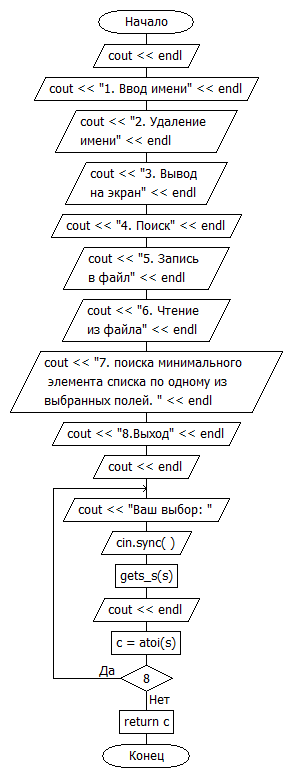 Начало
cout << endl
cout << "1. Ввод имени" << endl
cout << "2. Удаление
имени" << endl
cout << "3. Вывод
на экран" << endl
cout << "4. Поиск" << endl
cout << "5. Запись
в файл" << endl
cout << "6. Чтение
из файла" << endl
cout << "7. поиска минимального
элемента списка по одному из
выбранных полей. " << endl
cout << "8.Выход" << endl
cout << endl
cout << "Ваш выбор: "
cin.sync( )
gets_s(s)
cout << endl
c = atoi(s)
Да
8
Нет
return c
Конец